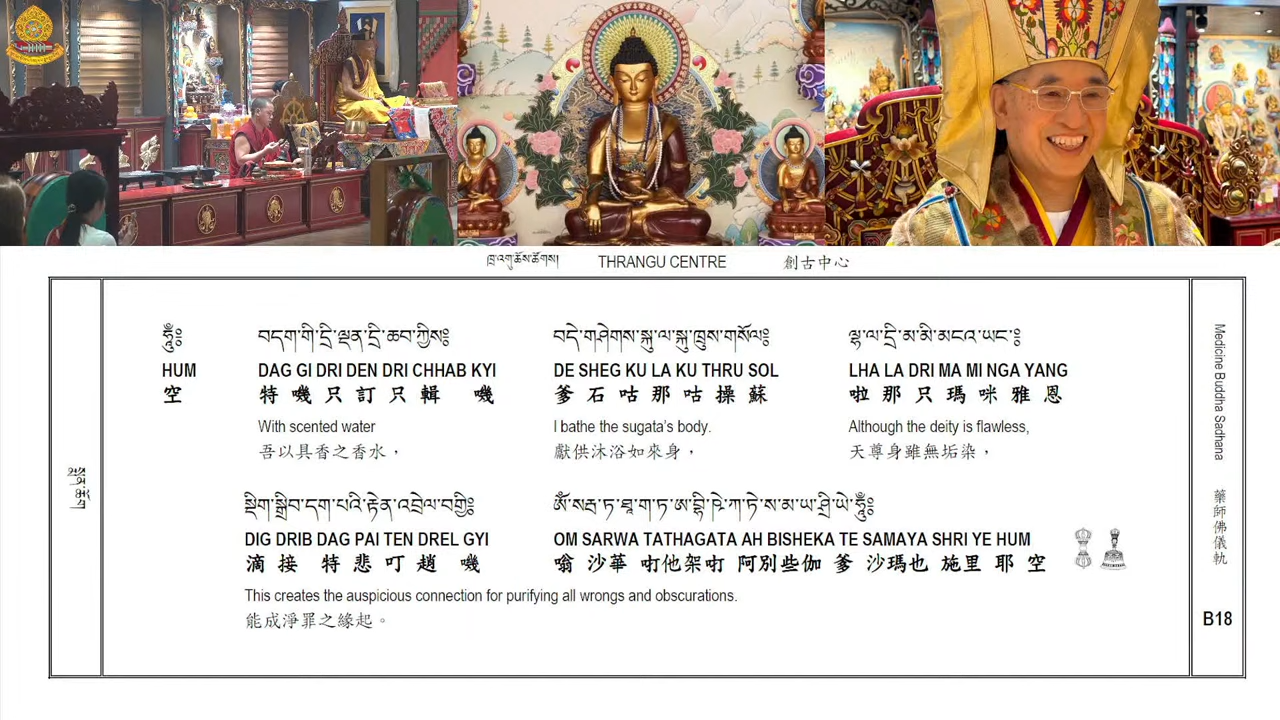 ཁྲ་འགུ་ཆོས་ཚོགས། THRANGU CENTRE 創古中心
ཧཱུྃ༔ བདག་གི་དྲི་ལྡན་དྲི་ཆབ་ཀྱིས༔ བདེ་གཤེགས་སྐུ་ལ་སྐུ་ཁྲུས་གསོལ༔ ལྷ་ལ་དྲི་མ་མི་མངའ་ཡང་༔
HUM DAG GI DRI DEN DRI CHHAB KYI DE SHEG KU LA KU THRU SOL LHA LA DRI MA MI NGA YANG
空 特嘰只訂只輯 嘰 爹石咕那咕操蘇 啦那只瑪咪雅恩
With scented water I bathe the sugata's body. Although the deity is flawless,
吾以具香之香水， 獻供沐浴如來身， 天尊身雖無垢染，
སྡིག་སྒྲིབ་དག་པའི་རྟེན་འབྲེལ་བགྱི༔ ཨོཾ་སརྦ་ཏ་ཐཱ་ག་ཏ་ཨ་བྷི་ཥེ་ཀ་ཏེ་ས་མ་ཡ་ཤྲི་ཡེ་ཧཱུྃ༔
DIG DRIB DAG PAI TEN DREL GYI OM SARWA TATHAGATA AH BISHEKA TE SAMAYA SHRI YE HUM
滴接 特悲叮趙 嘰 嗡 沙華 吋他架吋 阿別些伽 爹 沙瑪也 施里 耶 空
This creates the auspicious connection for purifying all wrongs and obscurations.
能成淨罪之緣起。
Medicine Buddha Sadhana
藥師佛儀軌
B18